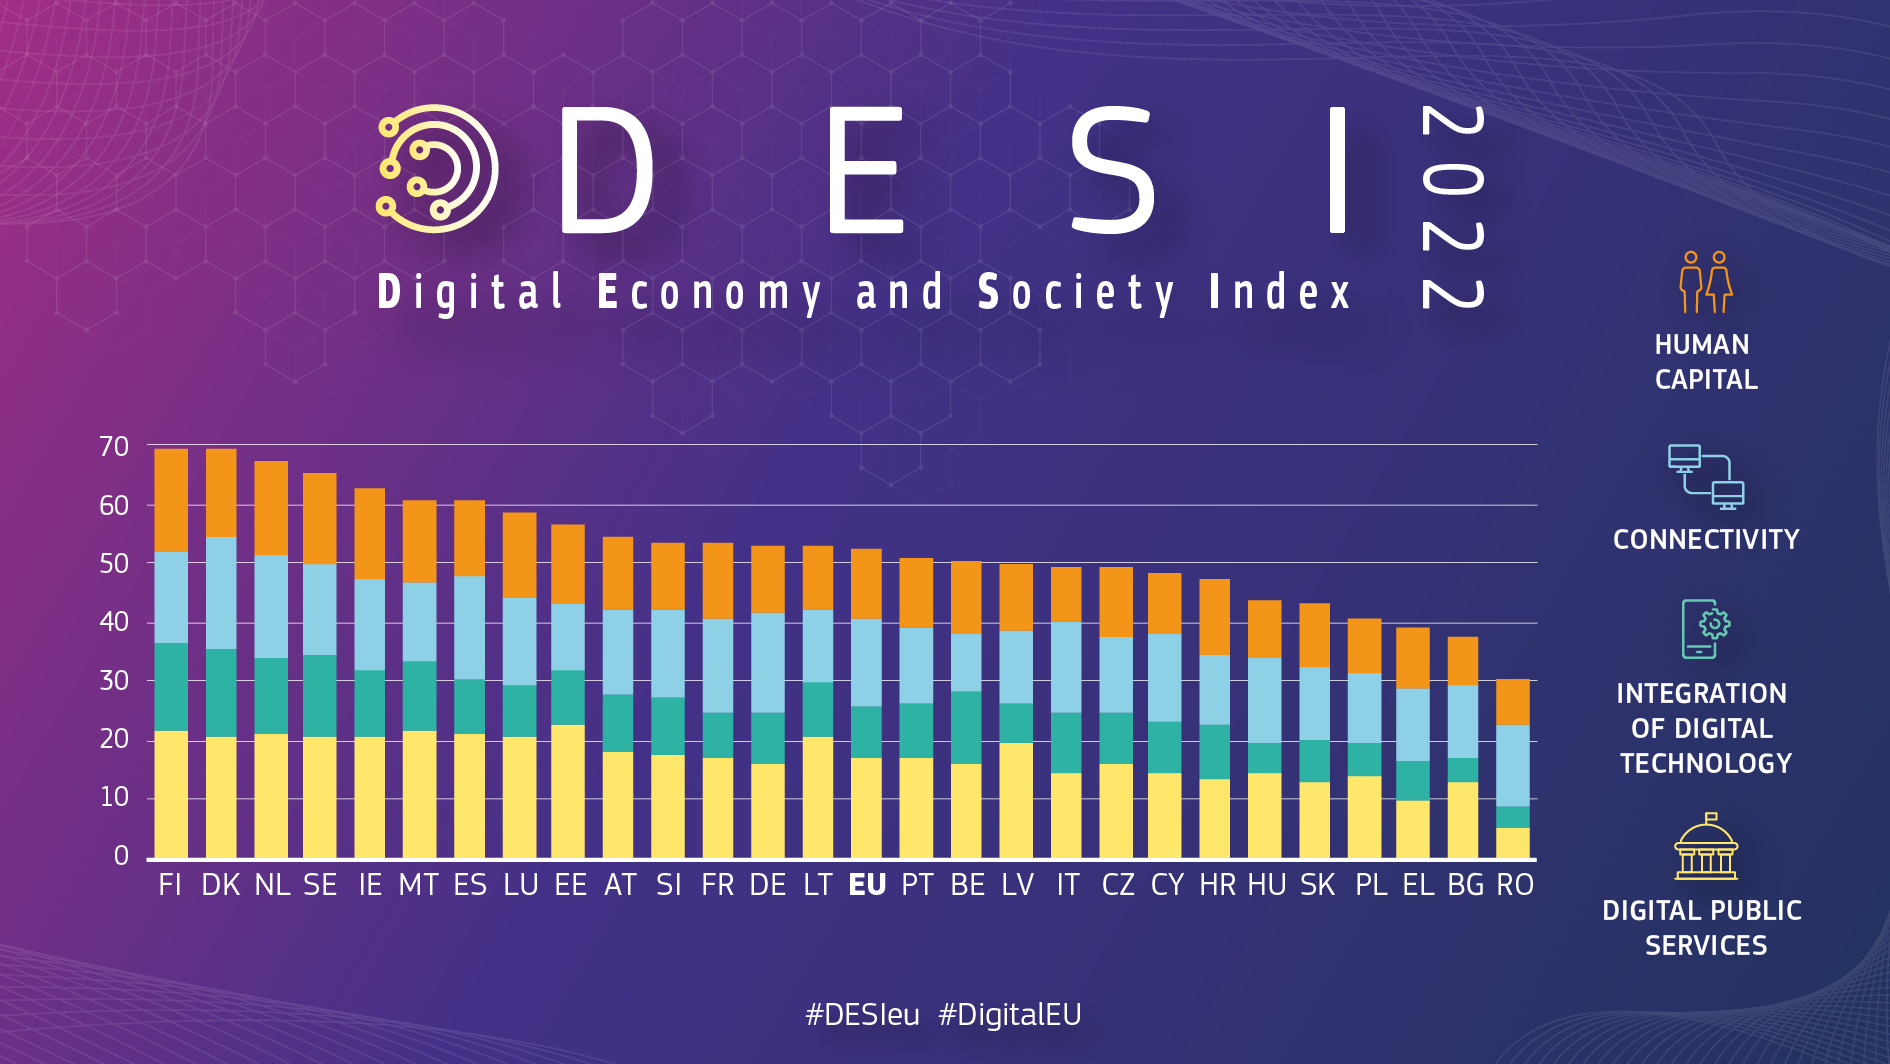 DESI 2022
Digital Economy and Society Index
HUMAN
CAPITAL
CONNECTIVITY
INTEGRATION
OF DIGITAL
TECHNOLOGY
DIGITAL PUBLIC
SERVICES
70
60
50
40
30
20
10
0
FI DK NL SE IE MT ES LU EE AT SI FR DE LT EU PT BE LV IT CZ CY HR HU SK PL EL BG RO
#DESIeu #DigitalEU